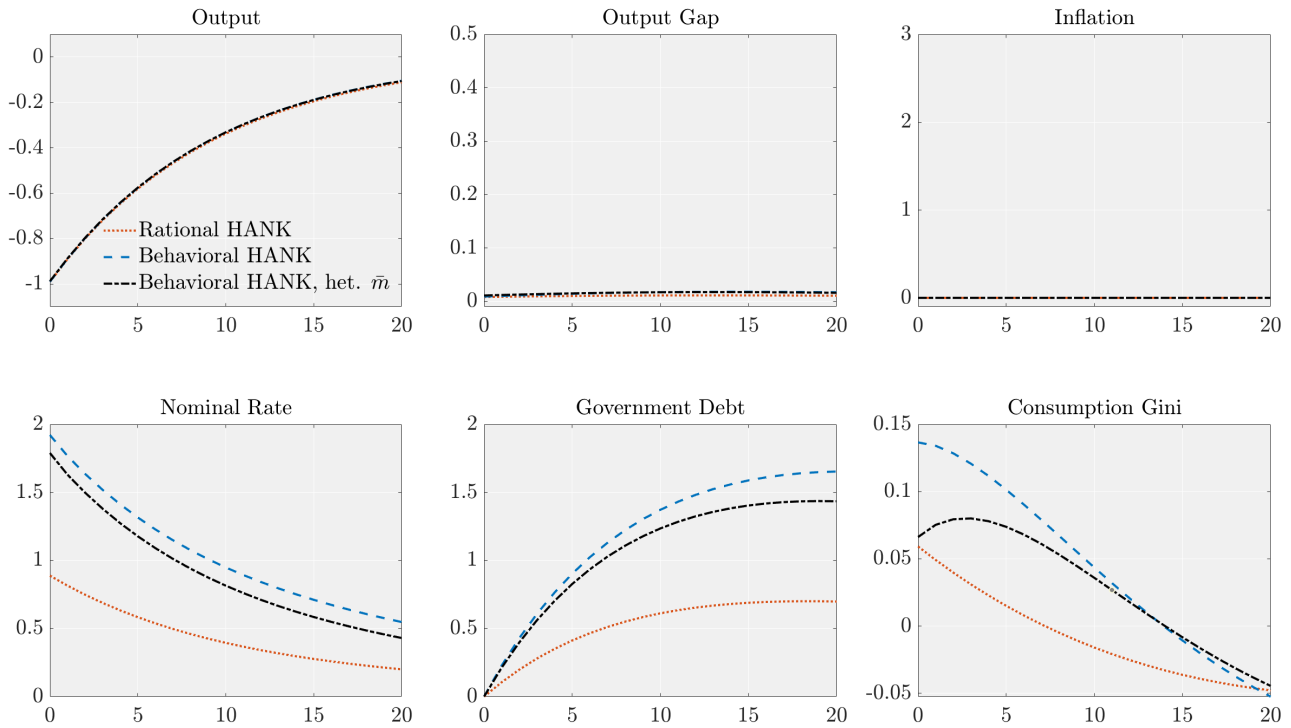 Output
0
-0.2
-0.4
-0.6
-0.8
-1
Rational HANK
Behavioral HANK
Behavioral HANK, het. m̄
0 5 10 15 20
Output Gap
0.5
0.4
0.3
0.2
0.1
0
0 5 10 15 20
Inflation
3
2
1
0
0 5 10 15 20
Nominal Rate
2
1.5
1
0.5
0
0 5 10 15 20
Government Debt
2
1.5
1
0.5
0
0 5 10 15 20
Consumption Gini
0.15
0.1
0.05
0
-0.05
0 5 10 15 20